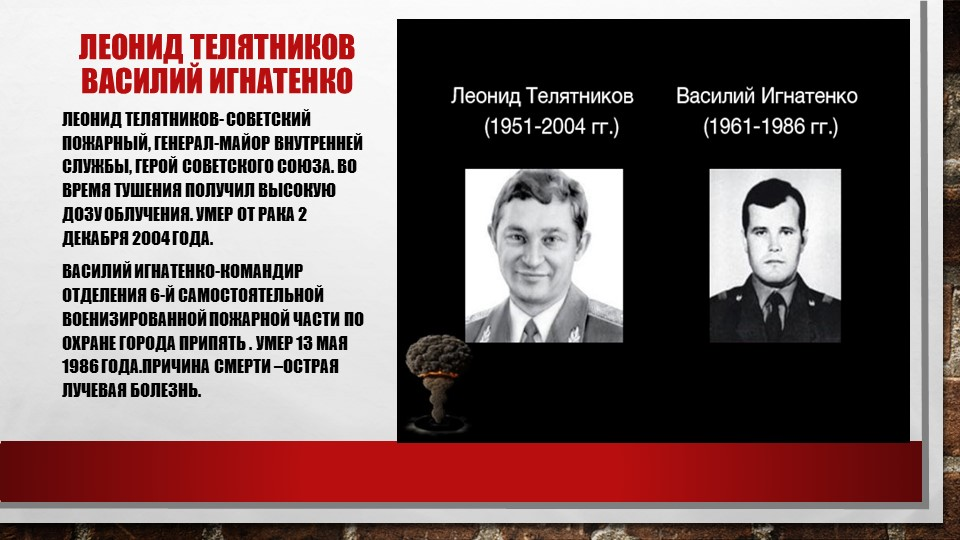 ЛЕОНИД ТЕЛЯТНИКОВ
ВАСИЛИЙ ИГНАТЕНКО
ЛЕОНИД ТЕЛЯТНИКОВ- СОВЕТСКИЙ
ПОЖАРНЫЙ, ГЕНЕРАЛ-МАЙОР ВНУТРЕННЕЙ
СЛУЖБЫ, ГЕРОЙ СОВЕТСКОГО СОЮЗА. ВО
ВРЕМЯ ТУШЕНИЯ ПОЛУЧИЛ ВЫСОКУЮ
ДОЗУ ОБЛУЧЕНИЯ. УМЕР ОТ РАКА 2
ДЕКАБРЯ 2004 ГОДА.
ВАСИЛИЙ ИГНАТЕНКО-КОМАНДИР
ОТДЕЛЕНИЯ 6-Й САМОСТОЯТЕЛЬНОЙ
ВОЕНИЗИРОВАННОЙ ПОЖАРНОЙ ЧАСТИ ПО
ОХРАНЕ ГОРОДА ПРИПЯТЬ . УМЕР 13 МАЯ
1986 ГОДА.ПРИЧИНА СМЕРТИ –ОСТРАЯ
ЛУЧЕВАЯ БОЛЕЗНЬ.
Леонид Телятников
(1951-2004 гг.)
Василий Игнатенко
(1961-1986 гг.)